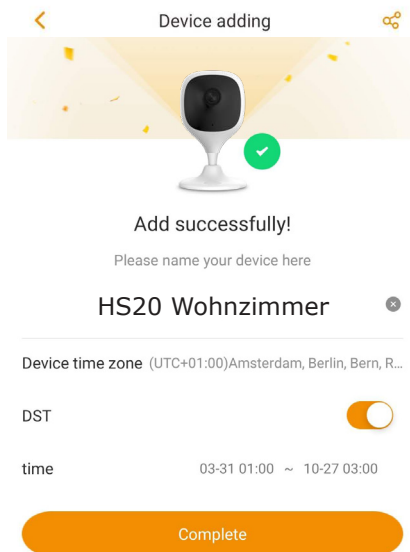 Device adding
Add successfully!
Please name your device here
HS20 Wohnzimmer
Device time zone (UTC+01:00)Amsterdam, Berlin, Bern, R...
DST
time 03-31 01:00 ~ 10-27 03:00
Complete